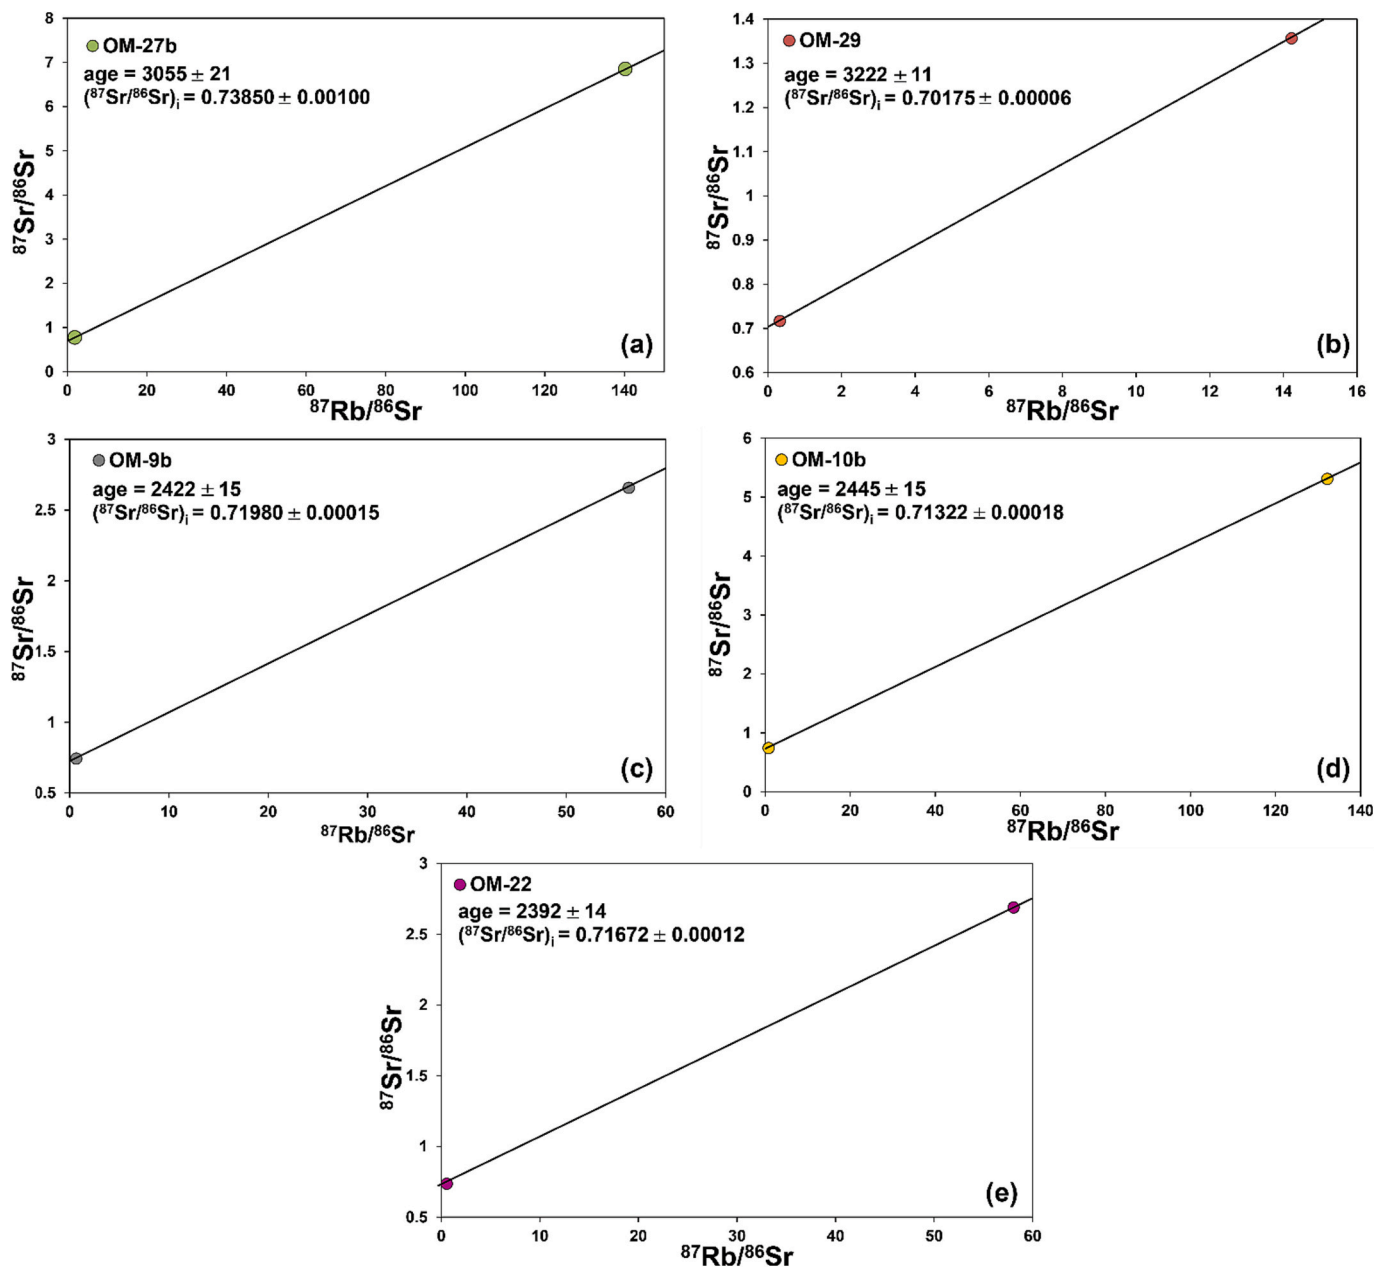 OM-27b
age = 3055 ± 21
(⁸⁷Sr/⁸⁶Sr)ᵢ = 0.73850 ± 0.00100
⁸⁷Sr/⁸⁶Sr
8
7
6
5
4
3
2
1
0
0 20 40 60 80 100 120 140
⁸⁷Rb/⁸⁶Sr
(a)
OM-29
age = 3222 ± 11
(⁸⁷Sr/⁸⁶Sr)ᵢ = 0.70175 ± 0.00006
⁸⁷Sr/⁸⁶Sr
1.4
1.3
1.2
1.1
1
0.9
0.8
0.7
0.6
0 2 4 6 8 10 12 14 16
⁸⁷Rb/⁸⁶Sr
(b)
OM-9b
age = 2422 ± 15
(⁸⁷Sr/⁸⁶Sr)ᵢ = 0.71980 ± 0.00015
⁸⁷Sr/⁸⁶Sr
3
2.5
2
1.5
1
0.5
0 10 20 30 40 50 60
⁸⁷Rb/⁸⁶Sr
(c)
OM-10b
age = 2445 ± 15
(⁸⁷Sr/⁸⁶Sr)ᵢ = 0.71322 ± 0.00018
⁸⁷Sr/⁸⁶Sr
6
5
4
3
2
1
0
0 20 40 60 80 100 120 140
⁸⁷Rb/⁸⁶Sr
(d)
OM-22
age = 2392 ± 14
(⁸⁷Sr/⁸⁶Sr)ᵢ = 0.71672 ± 0.00012
⁸⁷Sr/⁸⁶Sr
3
2.5
2
1.5
1
0.5
0 10 20 30 40 50 60
⁸⁷Rb/⁸⁶Sr
(e)